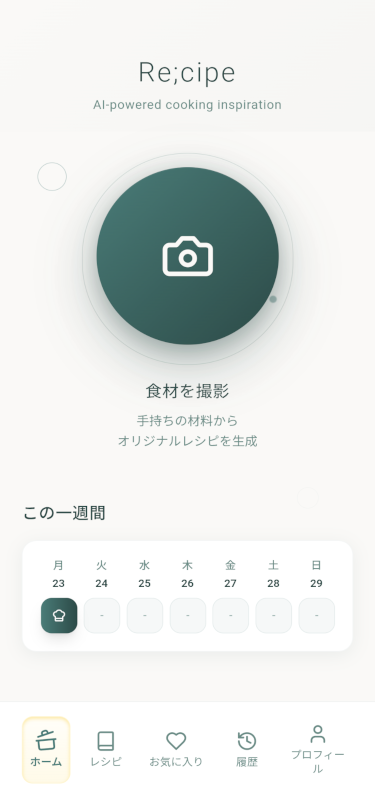 Re;cipe
AI-powered cooking inspiration
食材を撮影
手持ちの材料から
オリジナルレシピを生成
この一週間
月 火 水 木 金 土 日
23 24 25 26 27 28 29
- - - - - -
ホーム レシピ お気に入り 履歴 プロフィー
ル